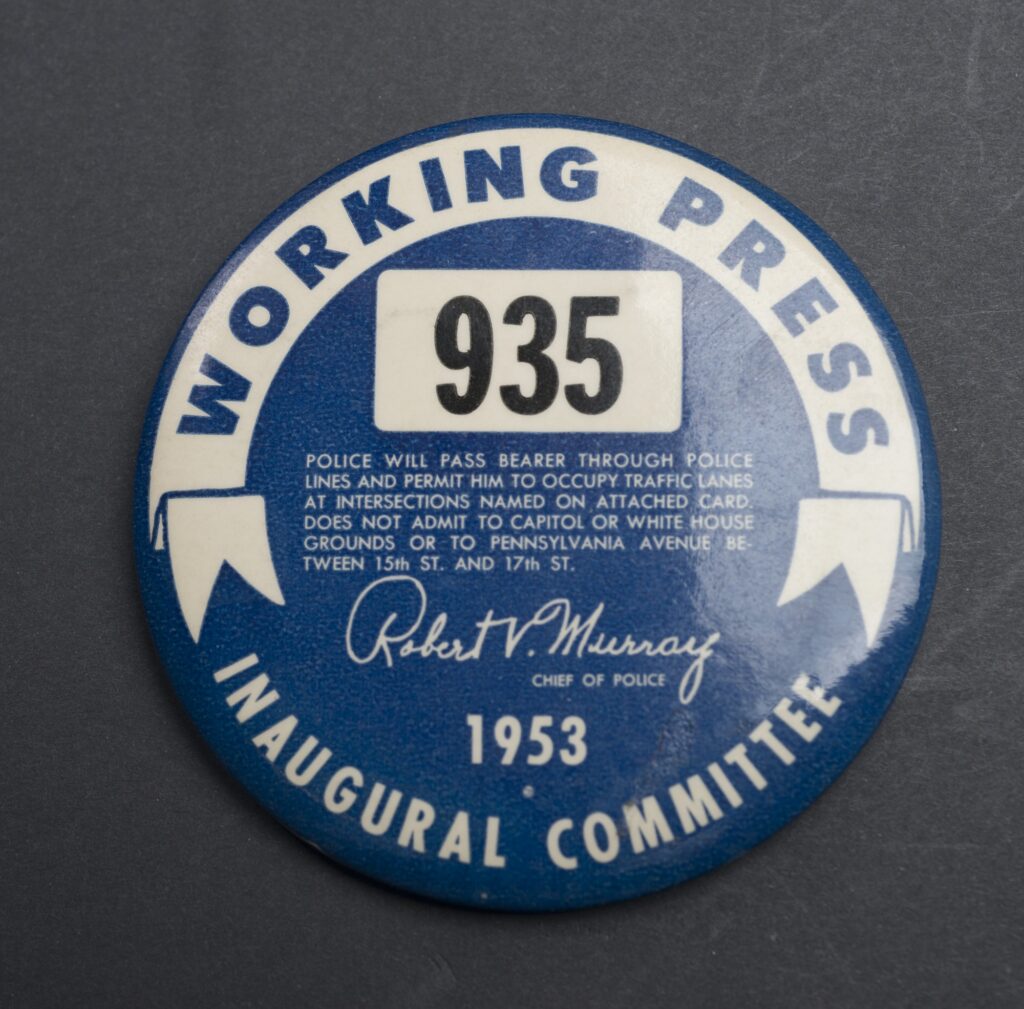 WORKING PRESS
935
POLICE WILL PASS BEARER THROUGH POLICE
LINES AND PERMIT HIM TO OCCUPY TRAFFIC LANES
AT INTERSECTIONS NAMED ON ATTACHED CARD.
DOES NOT ADMIT TO CAPITOL OR WHITE HOUSE
GROUNDS OR TO PENNSYLVANIA AVENUE BE-
TWEEN 15th ST. AND 17th ST.
Robert V. Murray
CHIEF OF POLICE
1953
INAUGURAL COMMITTEE